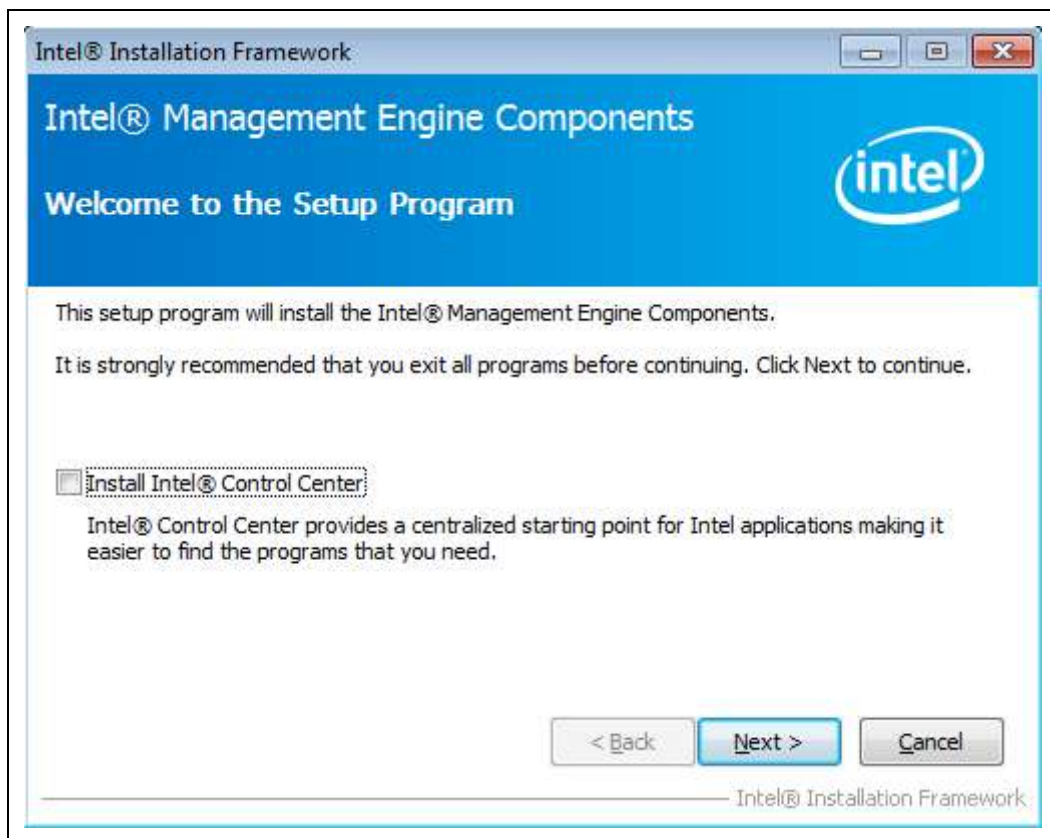 Intel® Installation Framework
Intel® Management Engine Components
intel®
Welcome to the Setup Program
This setup program will install the Intel® Management Engine Components.
It is strongly recommended that you exit all programs before continuing. Click Next to continue.
Install Intel® Control Center
Intel® Control Center provides a centralized starting point for Intel applications making it
easier to find the programs that you need.
< Back
Next >
Cancel
Intel® Installation Framework